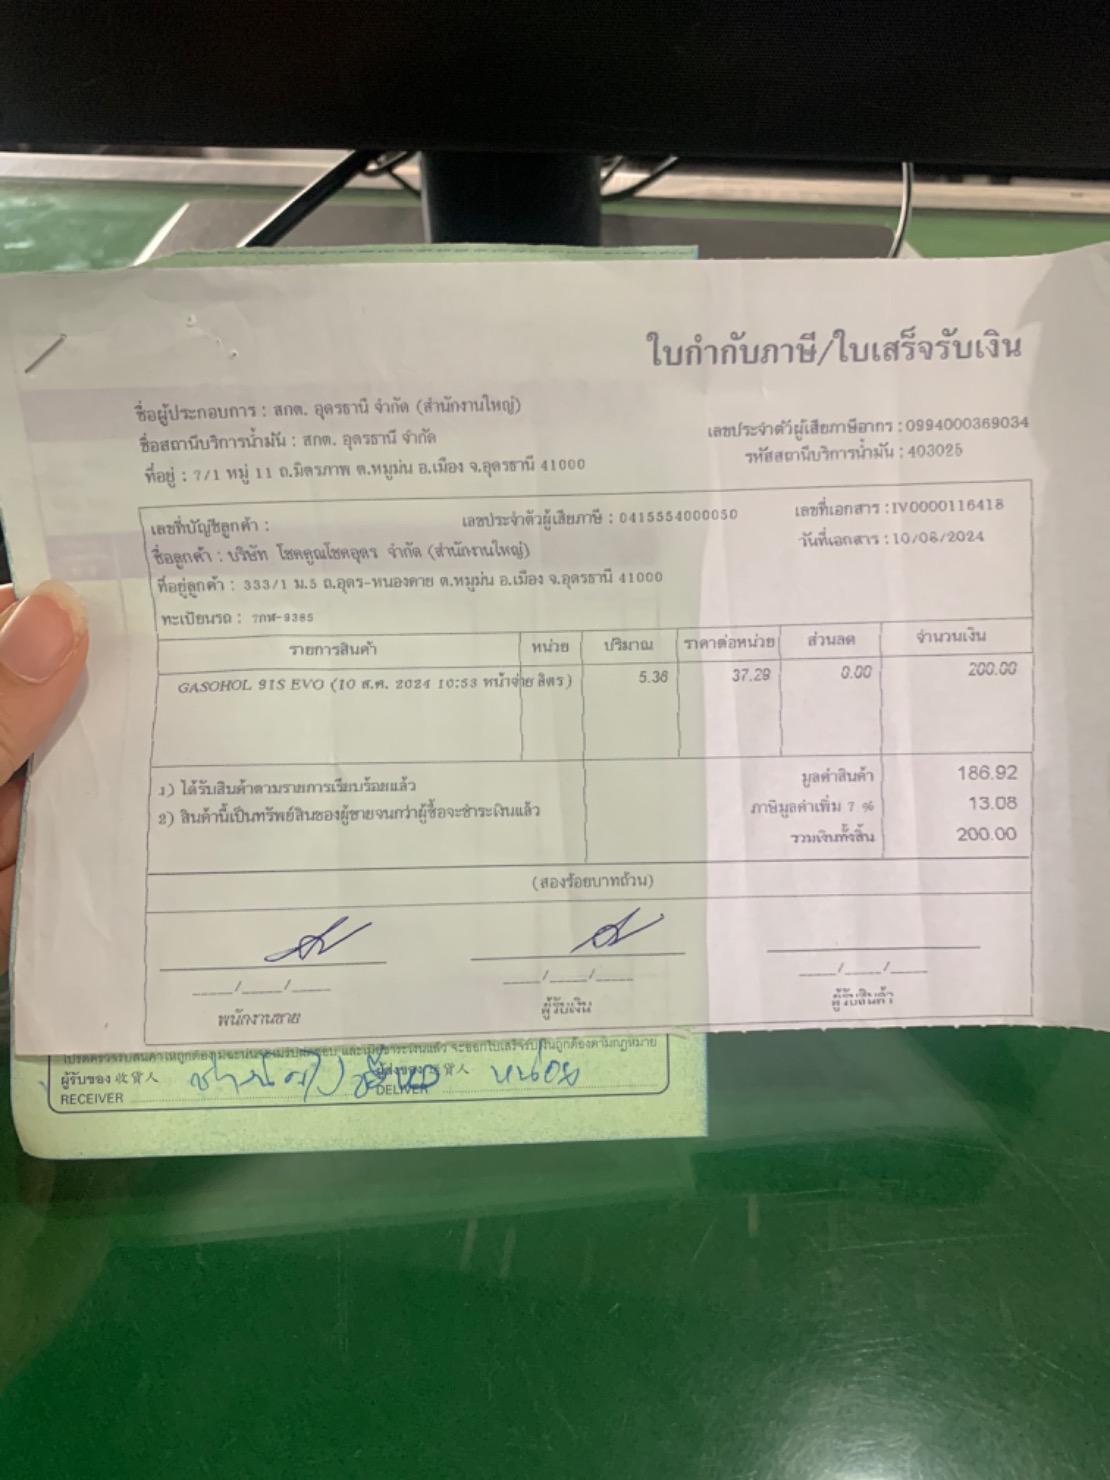 ใบกำกับภาษี/ใบเสร็จรับเงิน
ชื่อผู้ประกอบการ : สกต. อุดรธานี จำกัด (สำนักงานใหญ่)
ชื่อสถานีบริการน้ำมัน : สกต. อุดรธานี จำกัด
เลขประจำตัวผู้เสียภาษีอากร : 0994000369034
ที่อยู่ : 7/1 หมู่ 11 ถ.มิตรภาพ ต.หมูม่น อ.เมือง จ.อุดรธานี 41000
รหัสสถานีบริการน้ำมัน : 403025
เลขที่บัญชีลูกค้า : เลขประจำตัวผู้เสียภาษี : 0415554000050 เลขที่เอกสาร : IV0000116418
ชื่อลูกค้า : บริษัท โชคคูณโชคอุดร จำกัด (สำนักงานใหญ่) วันที่เอกสาร : 10/08/2024
ที่อยู่ลูกค้า : 333/1 ม.5 ถ.อุดร-หนองคาย ต.หมูม่น อ.เมือง จ.อุดรธานี 41000
ทะเบียนรถ :
รายการสินค้า หน่วย ปริมาณ ราคาต่อหน่วย ส่วนลด จำนวนเงิน
GASOHOL 91S EVO (10 ส.ค. 2024 10:53 หน้าจ่าย ลิตร) 5.36 37.29 0.00 200.00
1) ได้รับสินค้าตามรายการเรียบร้อยแล้ว มูลค่าสินค้า 186.92
2) สินค้านี้เป็นทรัพย์สินของผู้ขายจนกว่าผู้ซื้อจะชำระเงินแล้ว ภาษีมูลค่าเพิ่ม 7 % 13.08
รวมเงินทั้งสิ้น 200.00
(สองร้อยบาทถ้วน)
____/____/____ ____/____/____ ____/____/____
พนักงานขาย ผู้รับเงิน ผู้รับสินค้า
ผู้รับของ 收貨人 貨人 หน่อย
RECEIVER DELIVER